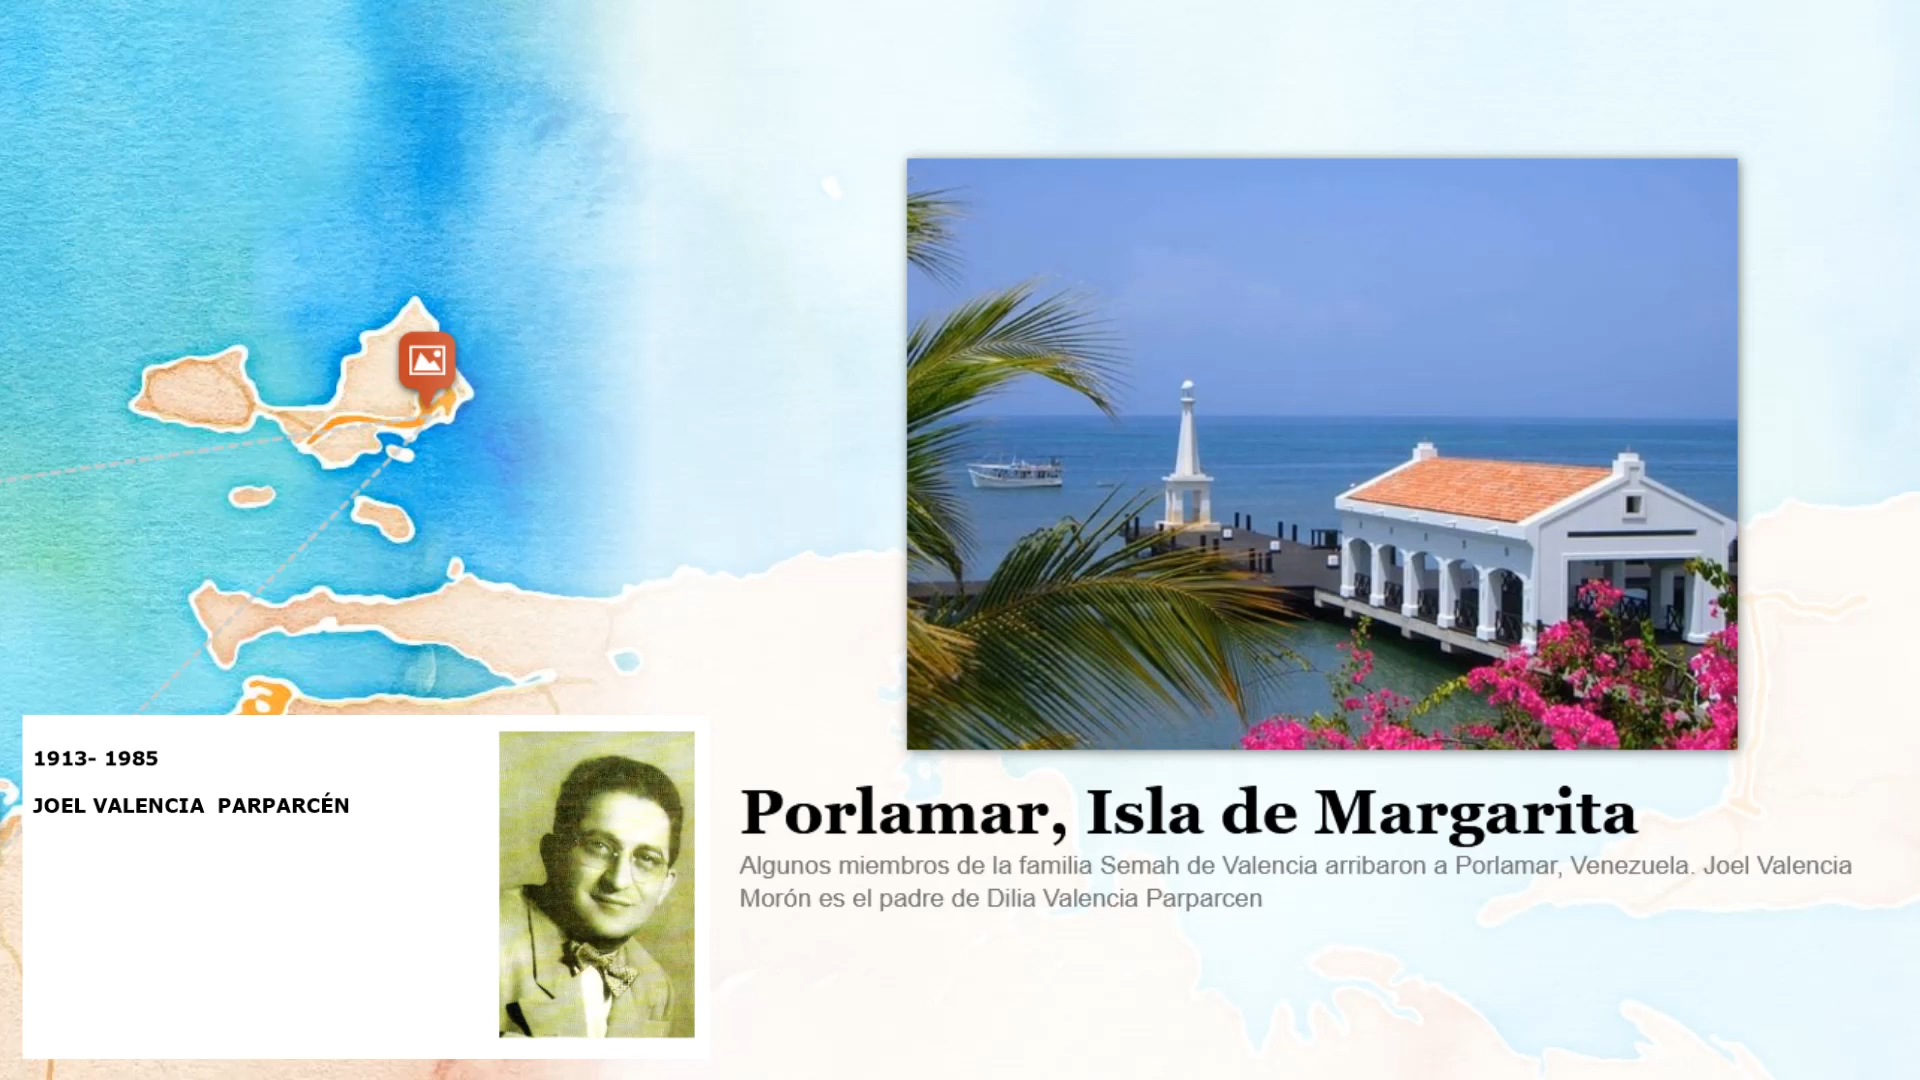 1913- 1985
JOEL VALENCIA PARPARCÉN
Porlamar, Isla de Margarita
Algunos miembros de la familia Semah de Valencia arribaron a Porlamar, Venezuela. Joel Valencia
Morón es el padre de Dilia Valencia Parparcen